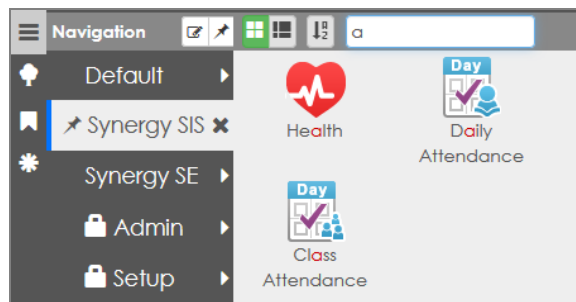 Navigation
a
Default
Synergy SIS
Synergy SE
Admin
Setup
Health
Day
Daily
Attendance
Day
Class
Attendance